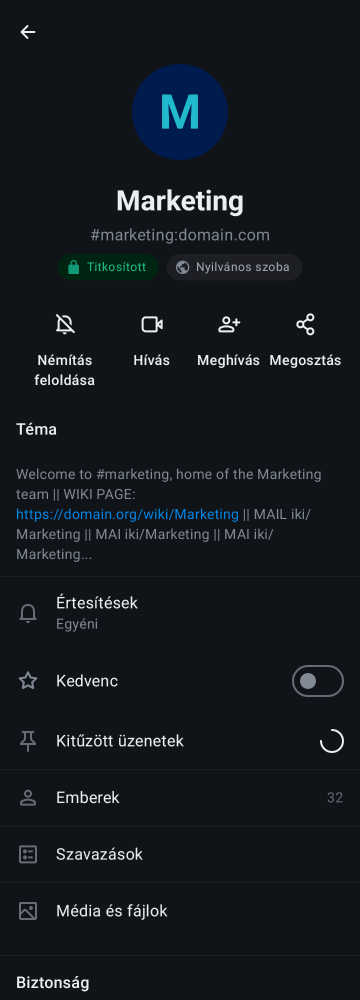 M
Marketing
#marketing:domain.com
Titkosított
Nyilvános szoba
Némítás
feloldása
Hívás
Meghívás
Megosztás
Téma
Welcome to #marketing, home of the Marketing
team || WIKI PAGE:
https://domain.org/wiki/Marketing || MAIL iki/
Marketing || MAI iki/Marketing || MAI iki/
Marketing...
Értesítések
Egyéni
Kedvenc
Kitűzött üzenetek
Emberek 32
Szavazások
Média és fájlok
Biztonság